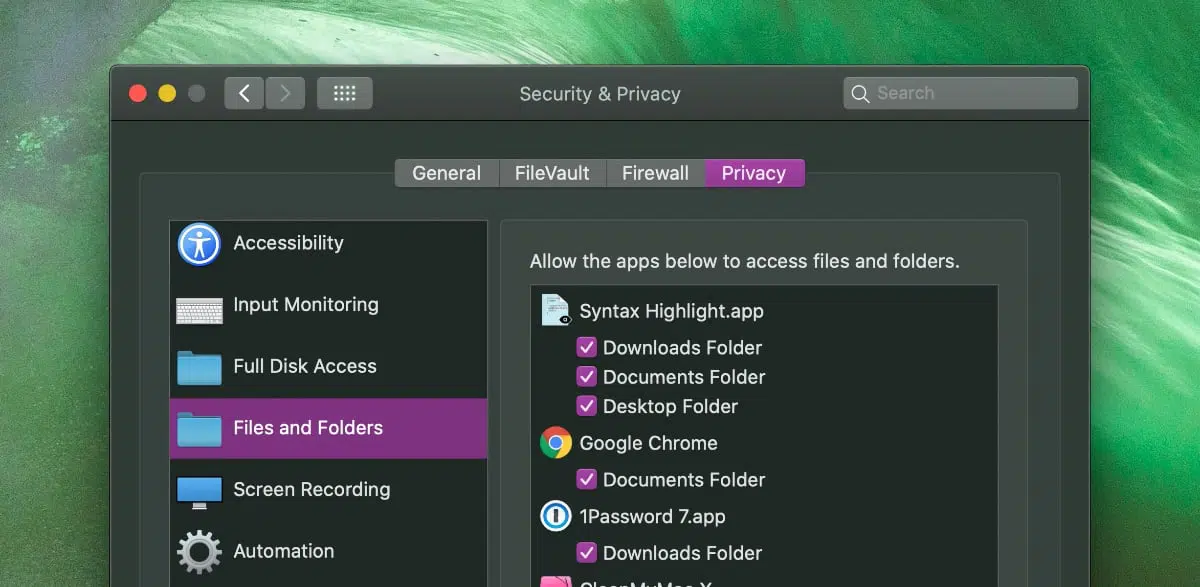 Security & Privacy
Search
General
FileVault
Firewall
Privacy
Accessibility
Input Monitoring
Full Disk Access
Files and Folders
Screen Recording
Automation
Allow the apps below to access files and folders.
Syntax Highlight.app
Downloads Folder
Documents Folder
Desktop Folder
Google Chrome
Documents Folder
1Password 7.app
Downloads Folder
CleanMyMac X